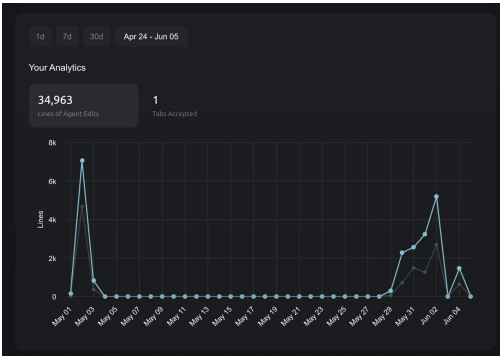 1d 7d 30d Apr 24 - Jun 05
Your Analytics
34,963
Lines of Agent Edits
1
Tabs Accepted
8k
6k
4k
2k
0
Lines
May 01 May 03 May 05 May 07 May 09 May 11 May 13 May 15 May 17 May 19 May 21 May 23 May 25 May 27 May 29 May 31 Jun 02 Jun 04